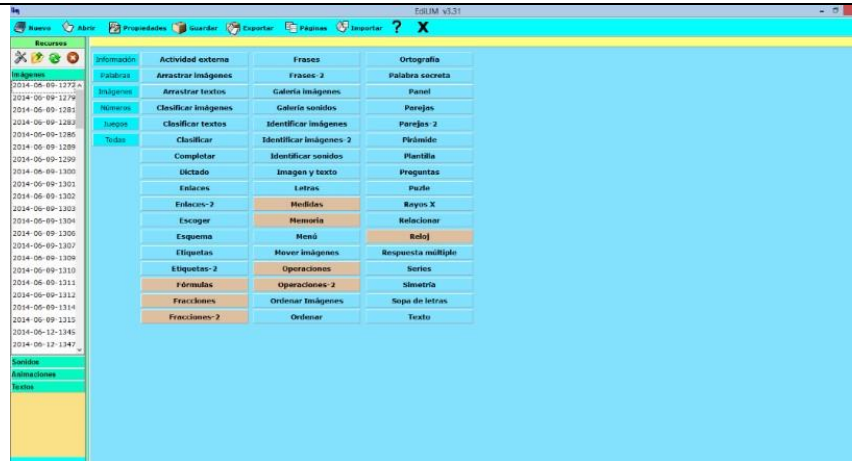 EdiLIM v3.31
Nuevo Abrir Propiedades Guardar Exportar Páginas Importar ? X
Recursos
Imágenes
2014-06-09-1272
2014-06-09-1279
2014-06-09-1281
2014-06-09-1283
2014-06-09-1286
2014-06-09-1289
2014-06-09-1299
2014-06-09-1300
2014-06-09-1301
2014-06-09-1302
2014-06-09-1303
2014-06-09-1304
2014-06-09-1306
2014-06-09-1307
2014-06-09-1309
2014-06-09-1310
2014-06-09-1311
2014-06-09-1312
2014-06-09-1314
2014-06-09-1315
2014-06-12-1345
2014-06-12-1347
Sonidos
Animaciones
Textos
Información
Palabras
Imágenes
Números
Juegos
Todas
Actividad externa
Arrastrar imágenes
Arrastrar textos
Clasificar imágenes
Clasificar textos
Clasificar
Completar
Dictado
Enlaces
Enlaces-2
Escoger
Esquema
Etiquetas
Etiquetas-2
Fórmulas
Fracciones
Fracciones-2
Frases
Frases-2
Galería imágenes
Galería sonidos
Identificar imágenes
Identificar imágenes-2
Identificar sonidos
Imagen y texto
Letras
Medidas
Memoria
Menú
Mover imágenes
Operaciones
Operaciones-2
Ordenar Imágenes
Ordenar
Ortografía
Palabra secreta
Panel
Parejas
Parejas-2
Pirámide
Plantilla
Preguntas
Puzle
Rayos X
Relacionar
Reloj
Respuesta múltiple
Series
Simetría
Sopa de letras
Texto